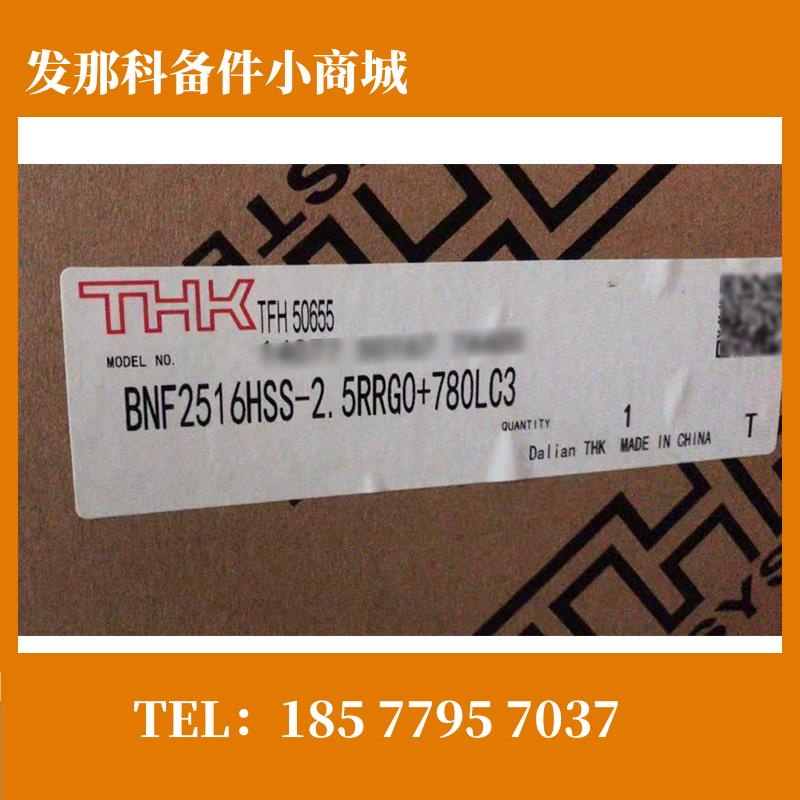 发那科备件小商城
THK TFH 50655
MODEL NO.
BNF2516HSS-2.5RRG0+780LC3
QUANTITY 1
Dalian THK MADE IN CHINA T
TEL：185 7795 7037